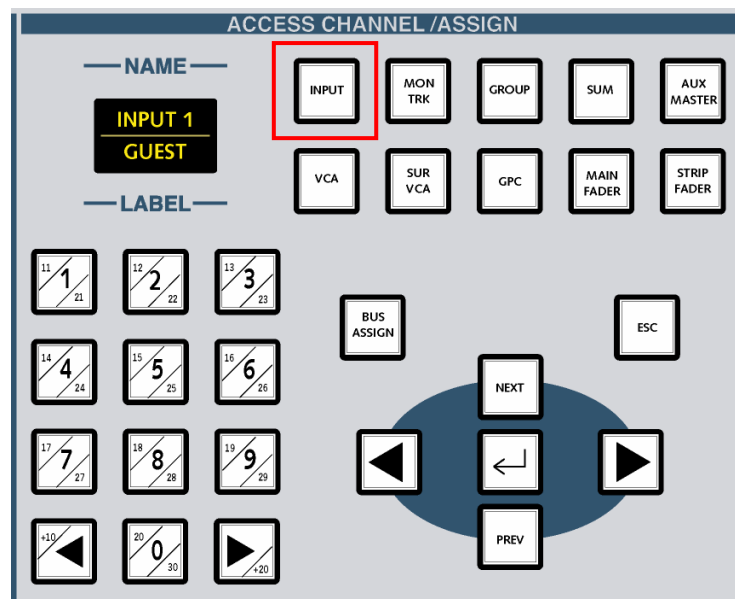 ACCESS CHANNEL /ASSIGN
NAME
INPUT 1
GUEST
LABEL
INPUT
MON
TRK
GROUP
SUM
AUX
MASTER
VCA
SUR
VCA
GPC
MAIN
FADER
STRIP
FADER
11 1 21
12 2 22
13 3 23
14 4 24
15 5 25
16 6 26
17 7 27
18 8 28
19 9 29
+10
20 0 30
+20
BUS
ASSIGN
ESC
NEXT
PREV